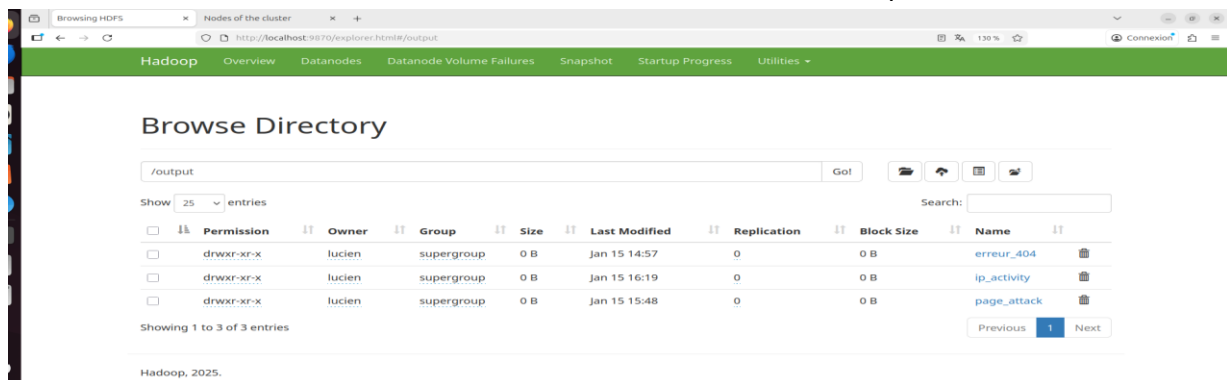 Browsing HDFS × Nodes of the cluster × +
http://localhost:9870/explorer.html#/output 130 % Connexion
Hadoop Overview Datanodes Datanode Volume Failures Snapshot Startup Progress Utilities
Browse Directory
/output Go!
Show 25 entries Search:
Permission Owner Group Size Last Modified Replication Block Size Name
drwxr-xr-x lucien supergroup 0 B Jan 15 14:57 0 0 B erreur_404
drwxr-xr-x lucien supergroup 0 B Jan 15 16:19 0 0 B ip_activity
drwxr-xr-x lucien supergroup 0 B Jan 15 15:48 0 0 B page_attack
Showing 1 to 3 of 3 entries Previous 1 Next
Hadoop, 2025.